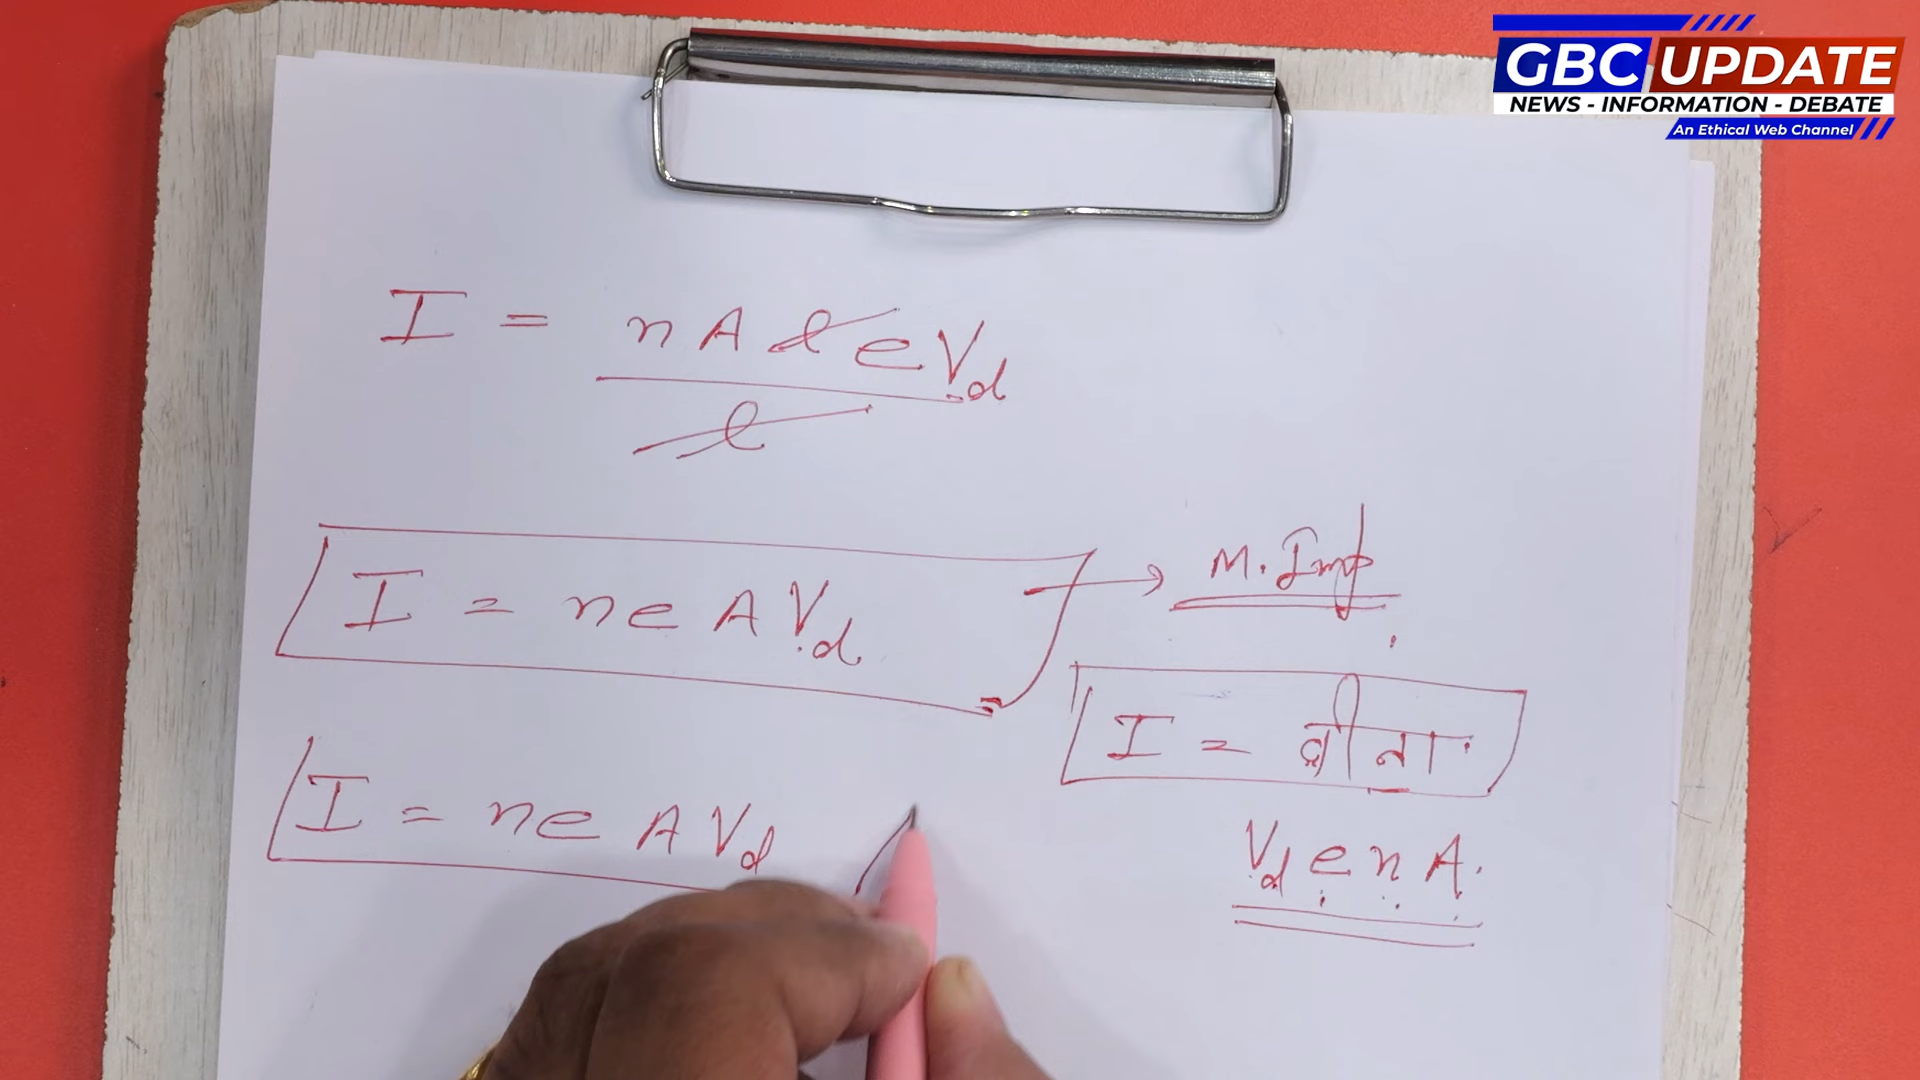 GBC UPDATE
NEWS - INFORMATION - DEBATE
An Ethical Web Channel
I = nAleVd
l
I = neAVd
M. Imp.
I = वीना
I = neAVd
VdenA.